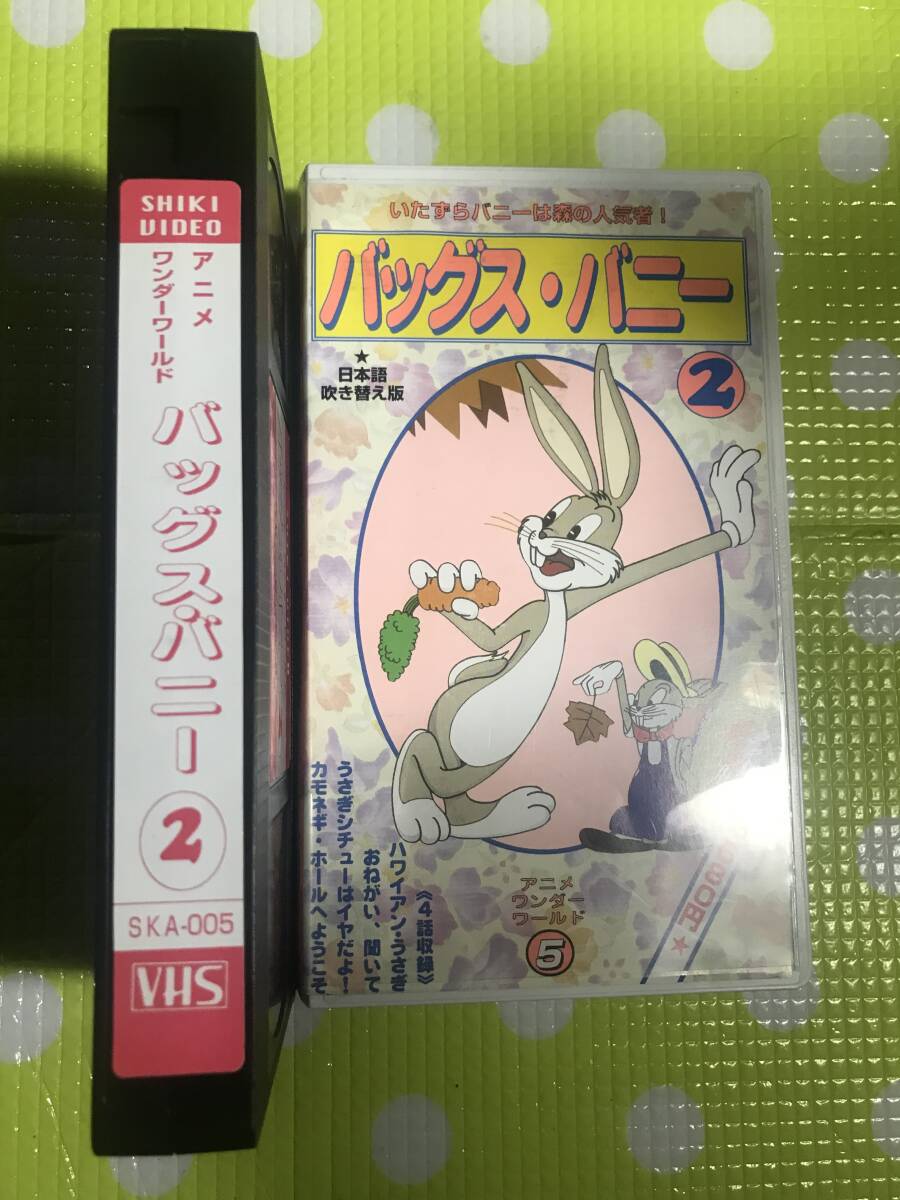 SHIKI
VIDEO
アニメ
ワンダーワールド
バッグス・バニー
2
SKA-005
VHS
いたずらバニーは森の人気者！
バッグス・バニー
★
日本語
吹き替え版
2
《4話収録》
ハワイアン・うさぎ
おねがい、聞いて
うさぎシチューはイヤだよ！
カモネギ・ホールへようこそ
アニメ
ワンダー
ワールド
5